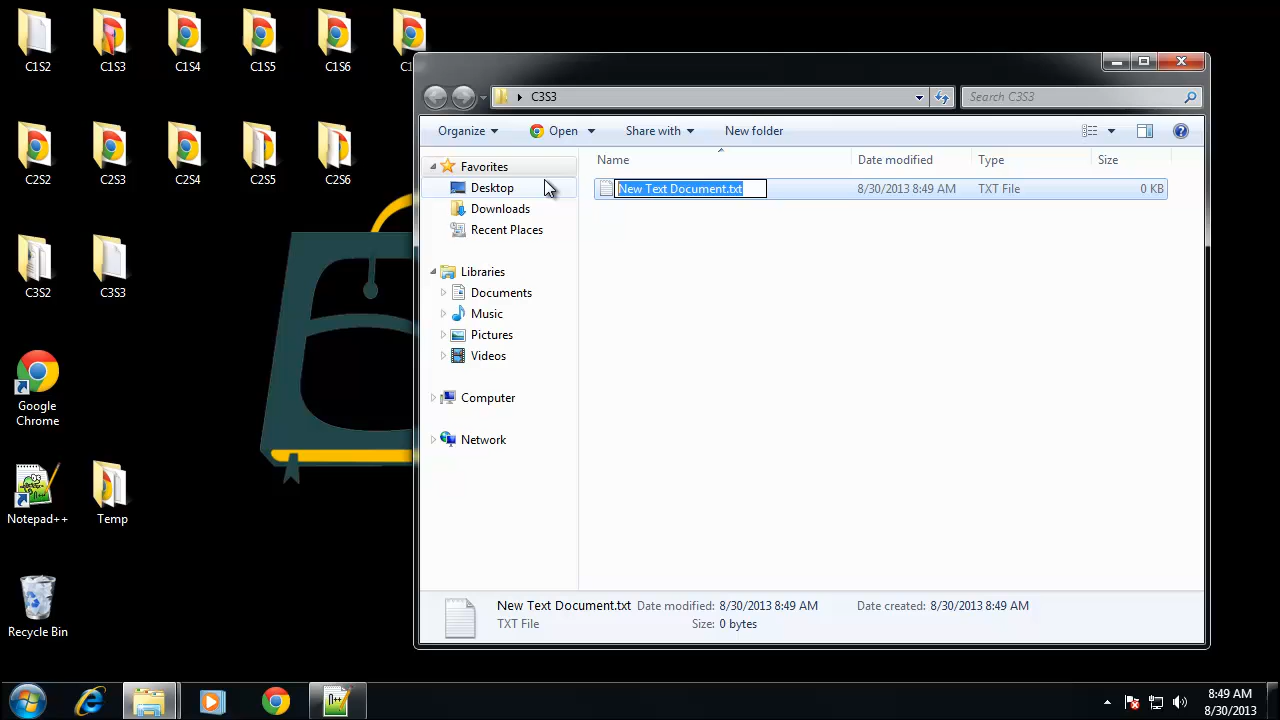 C1S2
C1S3
C1S4
C1S5
C1S6
C2S2
C2S3
C2S4
C2S5
C2S6
C3S2
C3S3
Google
Chrome
Notepad++
Temp
Recycle Bin
C3S3
Search C3S3
Organize
Open
Share with
New folder
Name
Date modified
Type
Size
New Text Document.txt
8/30/2013 8:49 AM
TXT File
0 KB
Favorites
Desktop
Downloads
Recent Places
Libraries
Documents
Music
Pictures
Videos
Computer
Network
New Text Document.txt Date modified: 8/30/2013 8:49 AM Date created: 8/30/2013 8:49 AM
TXT File Size: 0 bytes
8:49 AM
8/30/2013